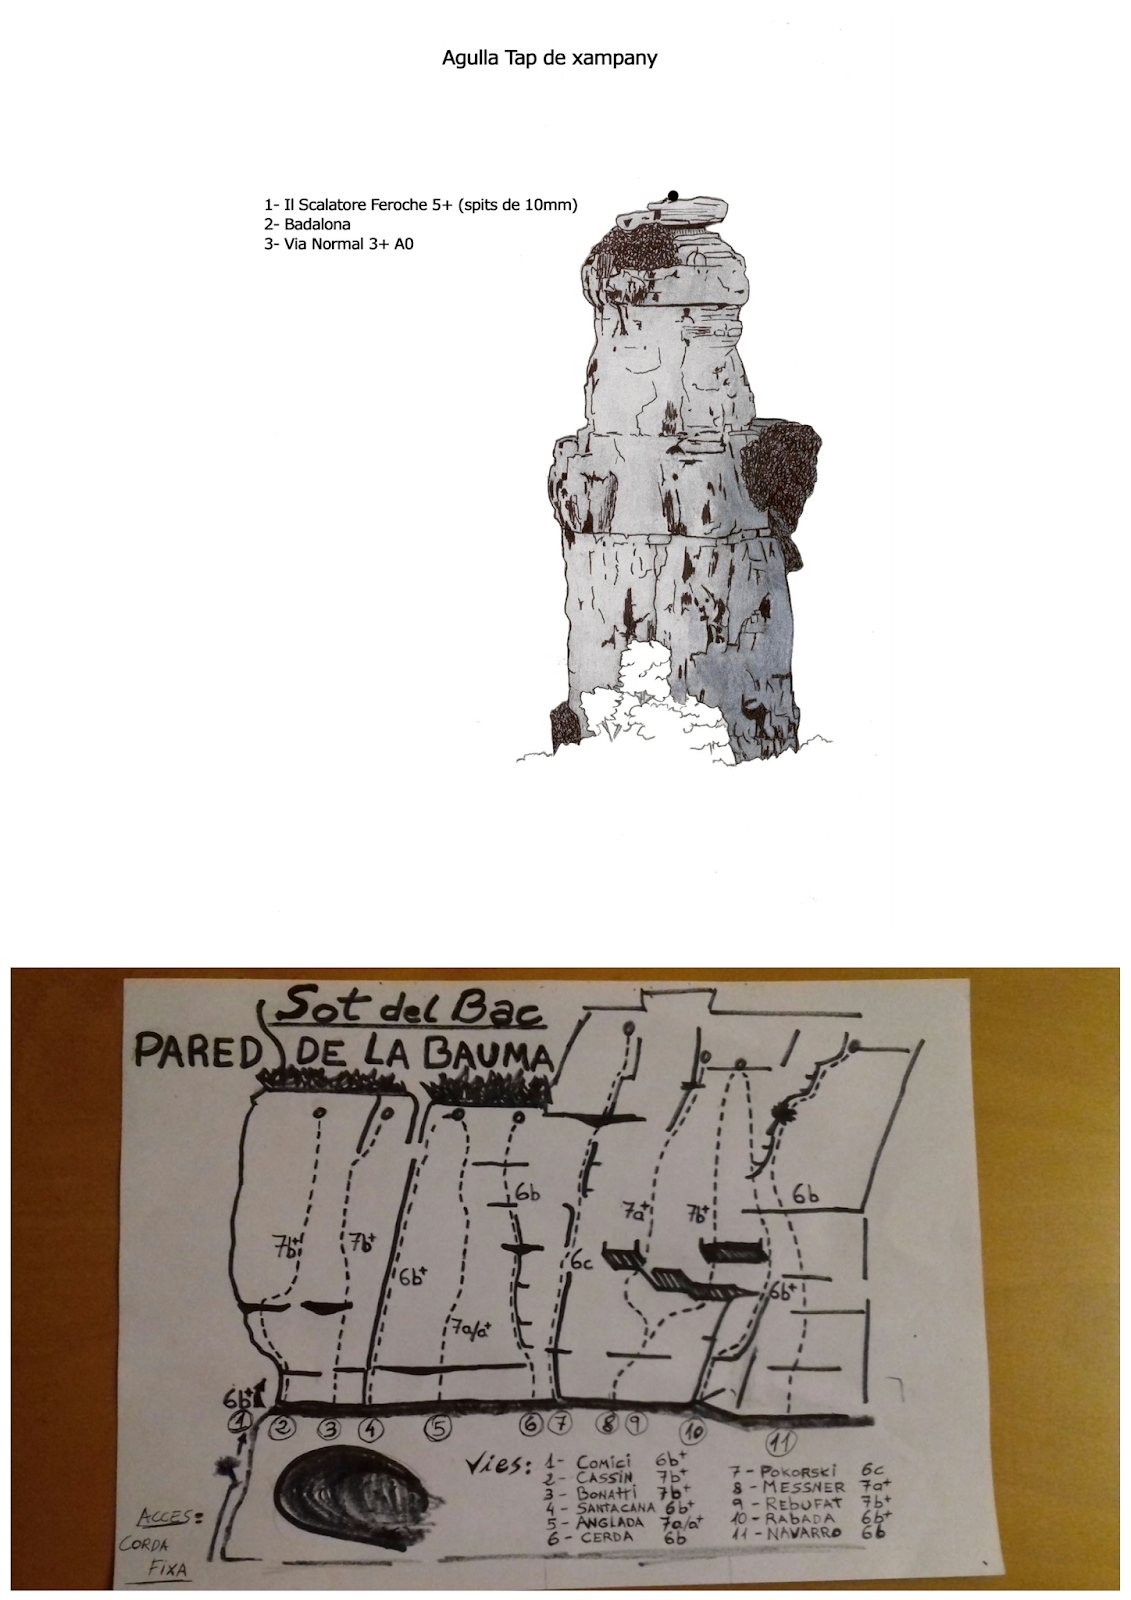 Agulla Tap de xampany
1- Il Scalatore Feroche 5+ (spits de 10mm)
2- Badalona
3- Via Normal 3+ A0
Sot del Bac
PARED DE LA BAUMA
6b
7a+
7b+
6b
7b+
7b+
6c
6b+
6b+
7a/a+
6b+
1 2 3 4 5 6 7 8 9 10 11
Vies:
1- COMICI 6b+
2- CASSIN 7b+
3- BONATTI 7b+
4- SANTACANA 6b+
5- ANGLADA 7a/a+
6- CERDA 6b
7- POKORSKI 6c
8- MESSNER 7a+
9- REBUFAT 7b+
10- RABADA 6b+
11- NAVARRO 6b
ACCES:
CORDA
FIXA